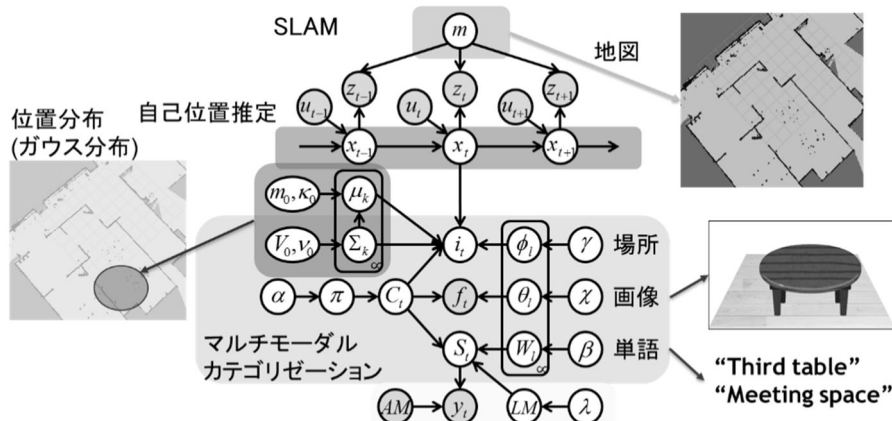 SLAM
m
地図
z_{t-1}
z_t
z_{t+1}
u_{t-1}
u_t
u_{t+1}
自己位置推定
位置分布
(ガウス分布)
x_{t-1}
x_t
x_{t+1}
m_0,κ_0
μ_k
V_0,ν_0
Σ_k
∞
i_t
φ_l
γ
場所
α
π
C_t
f_t
θ_l
χ
画像
マルチモーダル
カテゴリゼーション
S_t
W_l
∞
β
単語
“Third table”
“Meeting space”
AM
y_t
LM
λ